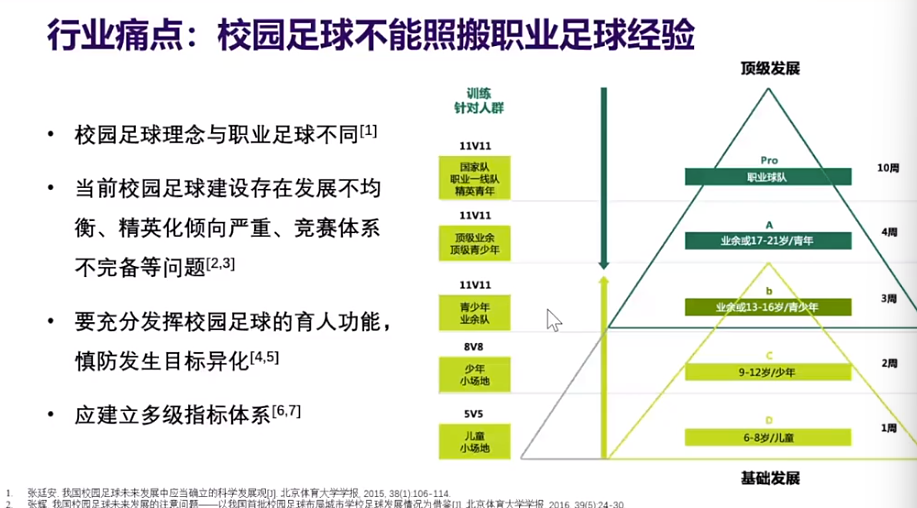 行业痛点：校园足球不能照搬职业足球经验
• 校园足球理念与职业足球不同[1]
• 当前校园足球建设存在发展不均
衡、精英化倾向严重、竞赛体系
不完备等问题[2,3]
• 要充分发挥校园足球的育人功能，
慎防发生目标异化[4,5]
• 应建立多级指标体系[6,7]
训练
针对人群
11V11
国家队
职业一线队
精英青年
11V11
顶级业余
顶级青少年
11V11
青少年
业余队
8V8
少年
小场地
5V5
儿童
小场地
顶级发展
Pro
职业球队
10周
A
业余或17-21岁/青年
4周
b
业余或13-16岁/青少年
3周
C
9-12岁/少年
2周
D
6-8岁/儿童
1周
基础发展
1. 张廷安. 我国校园足球未来发展中应当确立的科学发展观[J]. 北京体育大学学报, 2015, 38(1):106-114.
2. 张辉. 我国校园足球未来发展的注意问题——以我国首批校园足球布局城市学校足球发展情况为借鉴[J]. 北京体育大学学报, 2016, 39(5):24-30